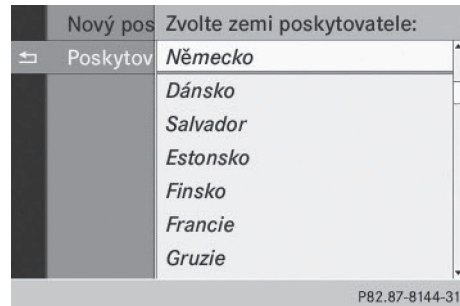 Nový pos
Zvolte zemi poskytovatele:
Poskytov
Německo
Dánsko
Salvador
Estonsko
Finsko
Francie
Gruzie
P82.87-8144-31